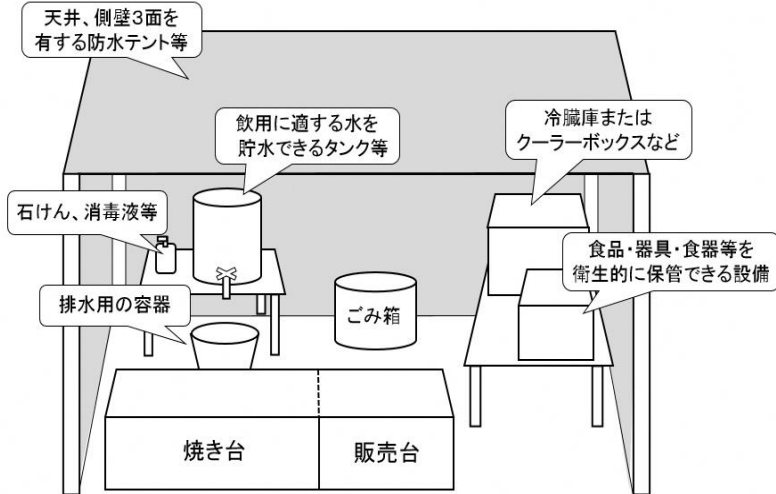 天井、側壁3面を
有する防水テント等
飲用に適する水を
貯水できるタンク等
冷臓庫または
クーラーボックスなど
石けん、消毒液等
食品・器具・食器等を
衛生的に保管できる設備
排水用の容器
ごみ箱
焼き台
販売台